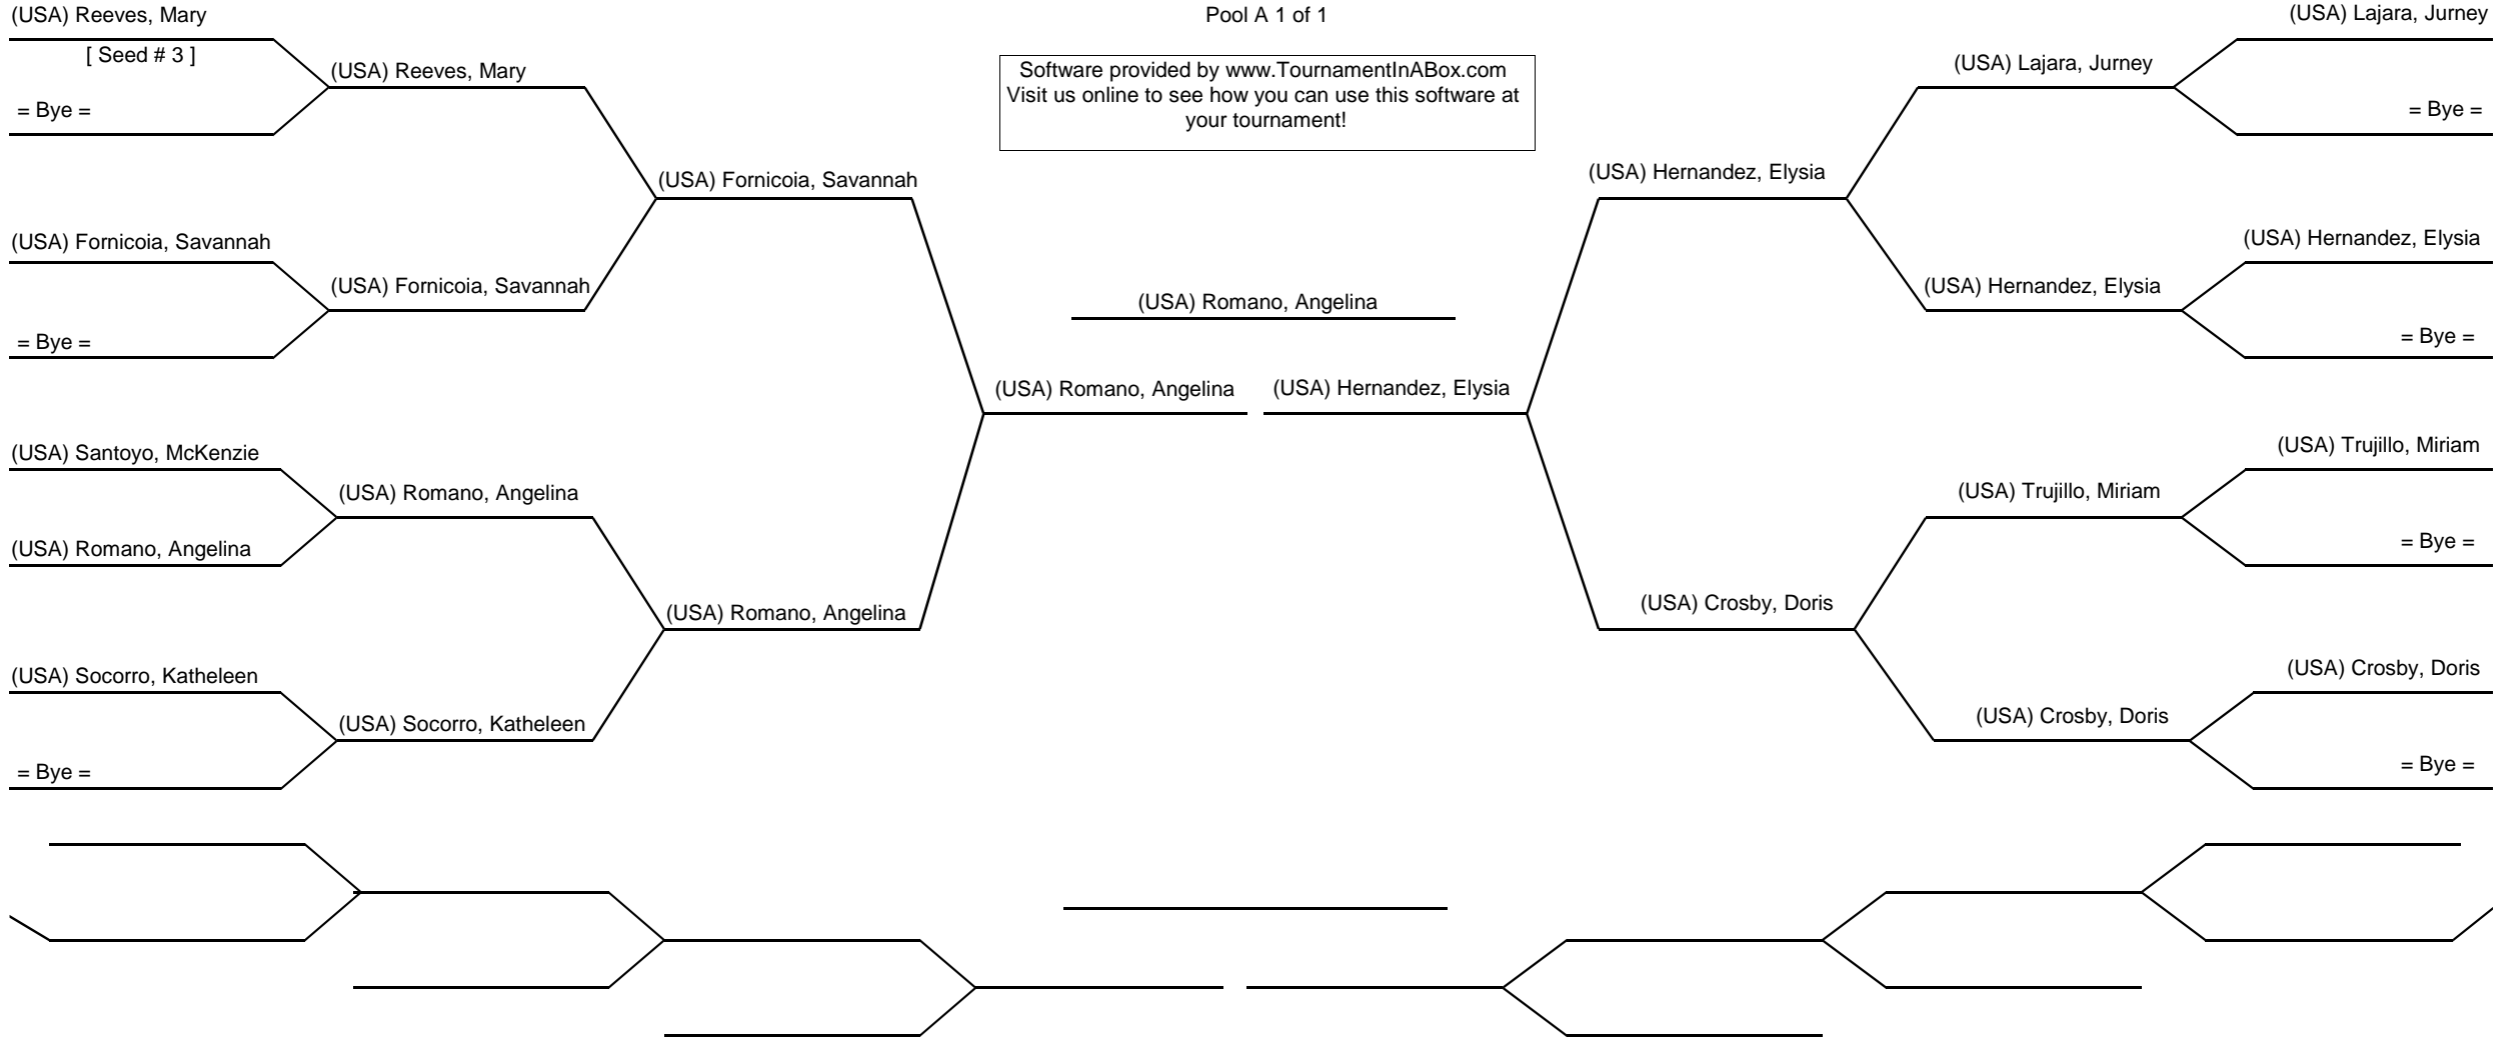 (USA) Reeves, Mary
[ Seed # 3 ]
= Bye =
(USA) Reeves, Mary
(USA) Fornicoia, Savannah
= Bye =
(USA) Fornicoia, Savannah
(USA) Fornicoia, Savannah
(USA) Santoyo, McKenzie
(USA) Romano, Angelina
(USA) Romano, Angelina
(USA) Socorro, Katheleen
= Bye =
(USA) Socorro, Katheleen
(USA) Romano, Angelina
(USA) Romano, Angelina
Pool A 1 of 1
Software provided by www.TournamentInABox.com
Visit us online to see how you can use this software at
your tournament!
(USA) Romano, Angelina
(USA) Hernandez, Elysia
(USA) Hernandez, Elysia
(USA) Lajara, Jurney
(USA) Lajara, Jurney
= Bye =
(USA) Hernandez, Elysia
(USA) Hernandez, Elysia
= Bye =
(USA) Crosby, Doris
(USA) Trujillo, Miriam
(USA) Trujillo, Miriam
= Bye =
(USA) Crosby, Doris
(USA) Crosby, Doris
= Bye =